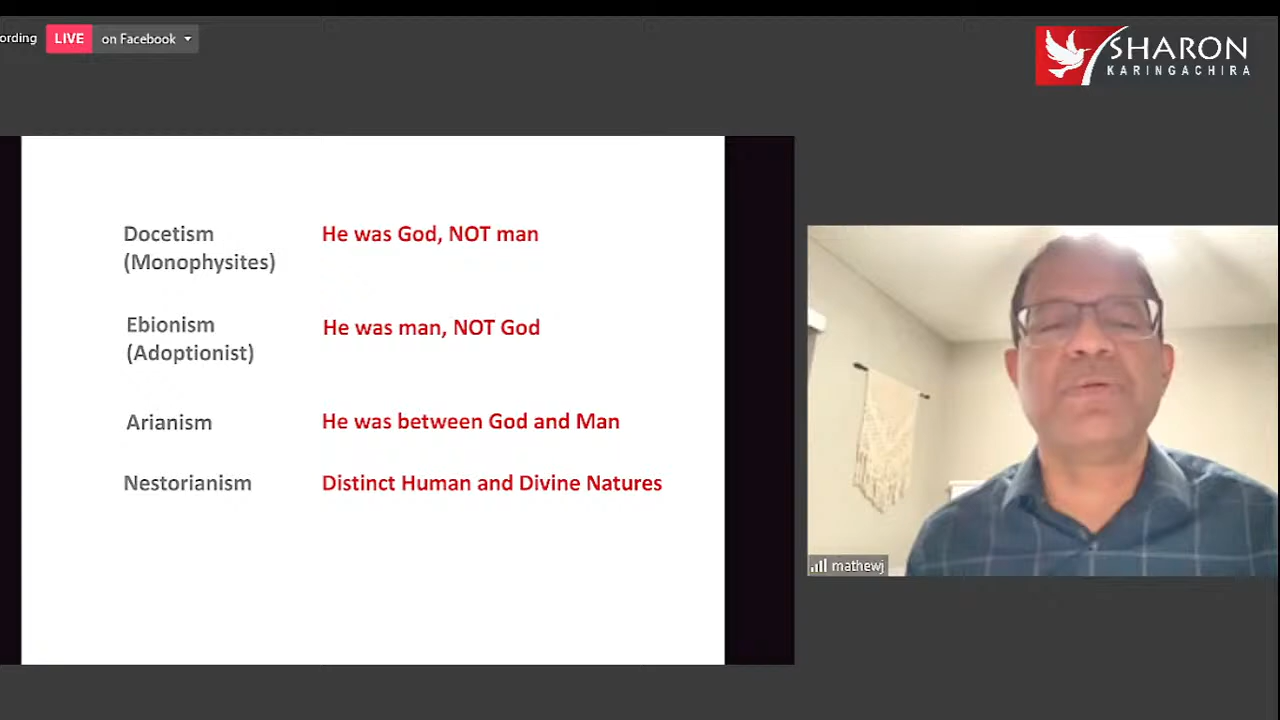 ording LIVE on Facebook
SHARON
KARINGACHIRA
Docetism He was God, NOT man
(Monophysites)
Ebionism He was man, NOT God
(Adoptionist)
Arianism He was between God and Man
Nestorianism Distinct Human and Divine Natures
mathewj